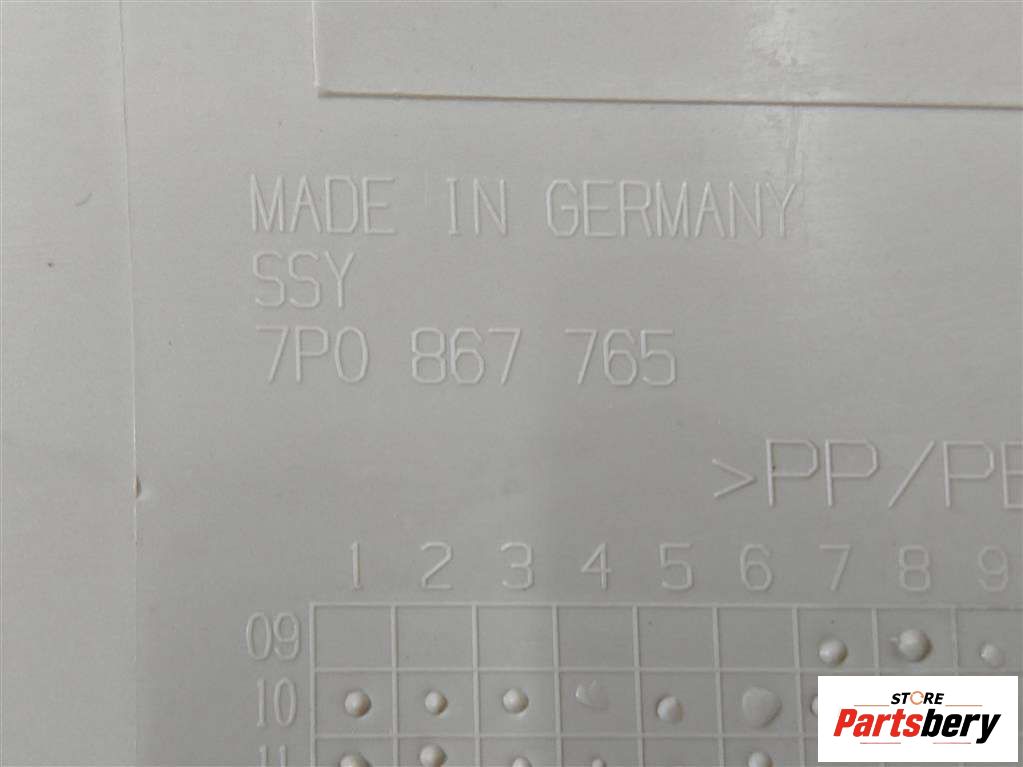 MADE IN GERMANY
SSY
7P0 867 765
>PP/PE
1 2 3 4 5 6 7 8 9
09
10
11
STORE
Partsbery